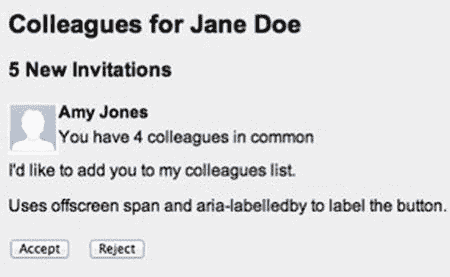 Colleagues for Jane Doe
5 New Invitations
Amy Jones
You have 4 colleagues in common
I'd like to add you to my colleagues list.
Uses offscreen span and aria-labelledby to label the button.
Accept Reject